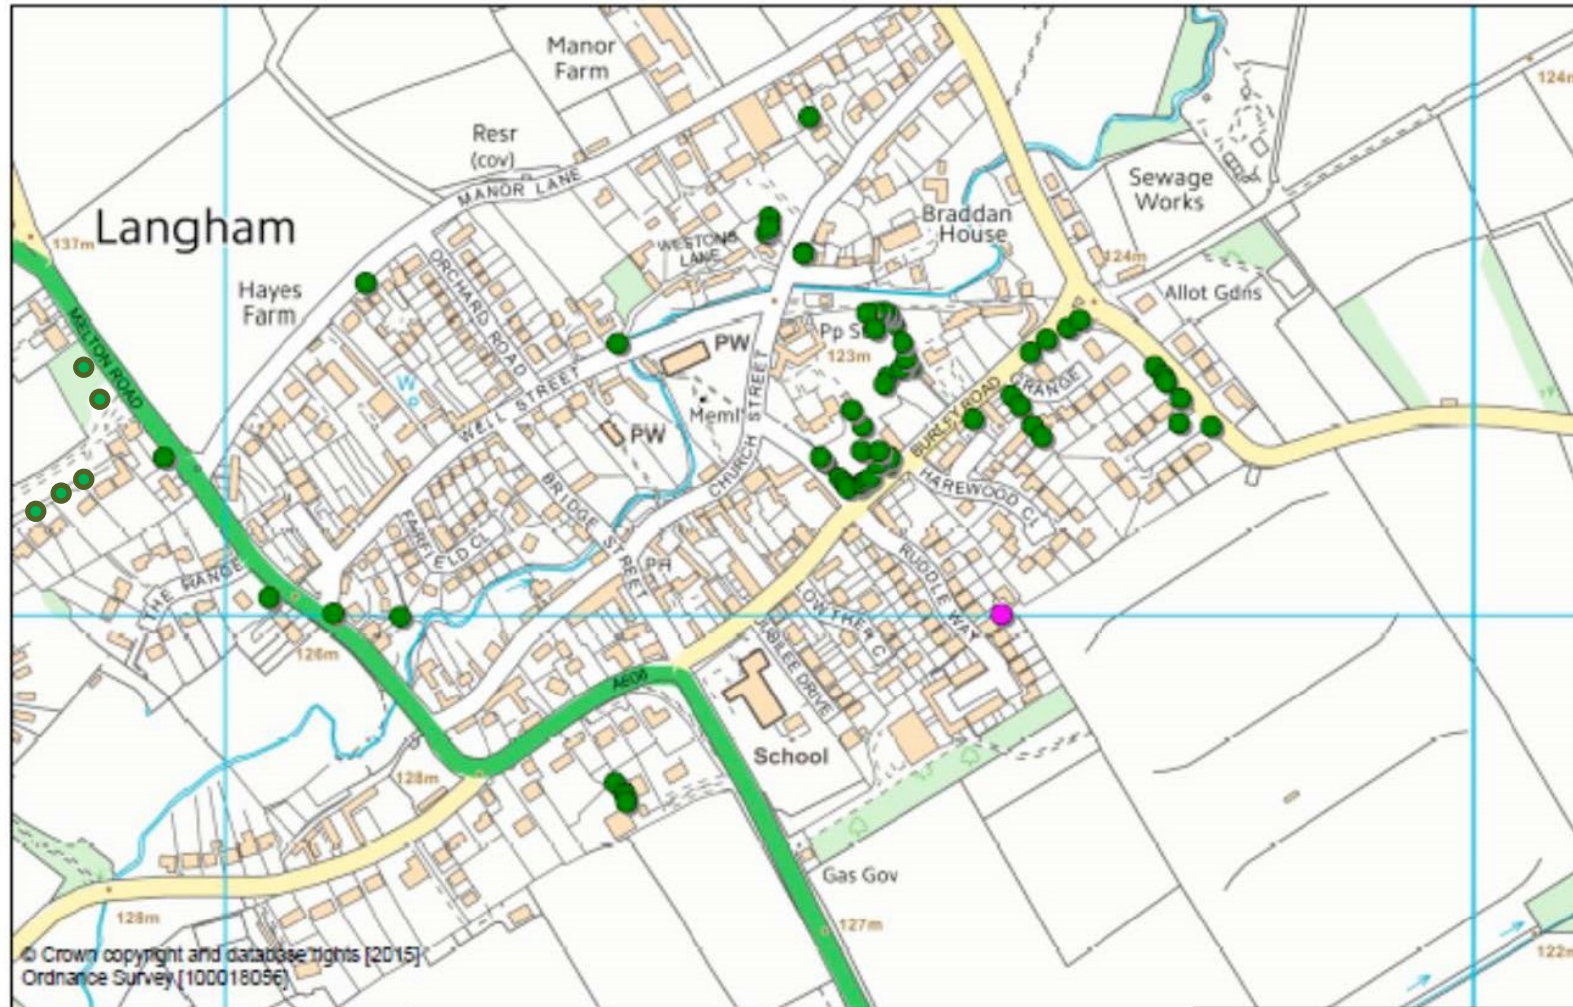 Manor
Farm
124m
Resr
(cov)
MANOR LANE
Sewage
Works
Langham
137m
WESTONS
LANE
Braddan
House
124m
Hayes
Farm
ORCHARD ROAD
Allot Gdns
MELTON ROAD
PW
Pp
123m
WELL STREET
CHURCH STREET
Meml
PW
BURLEY ROAD
GRANGE
HAREWOOD CL
BRIDGE STREET
FAIRFIELD CL
PH
THE RANGE
RUDDLE WAY
LOWTHER C
126m
JUBILEE DRIVE
A606
School
128m
Gas Gov
128m
127m
122m
© Crown copyright and database rights [2015]
Ordnance Survey [100018056]